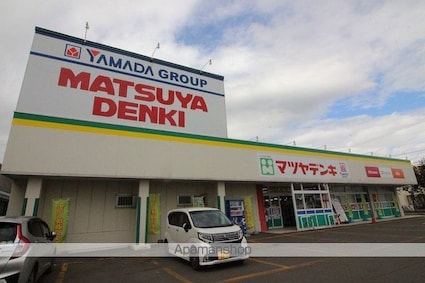 YAMADA GROUP
MATSUYA
DENKI
マツヤデンキ
Apamanshop